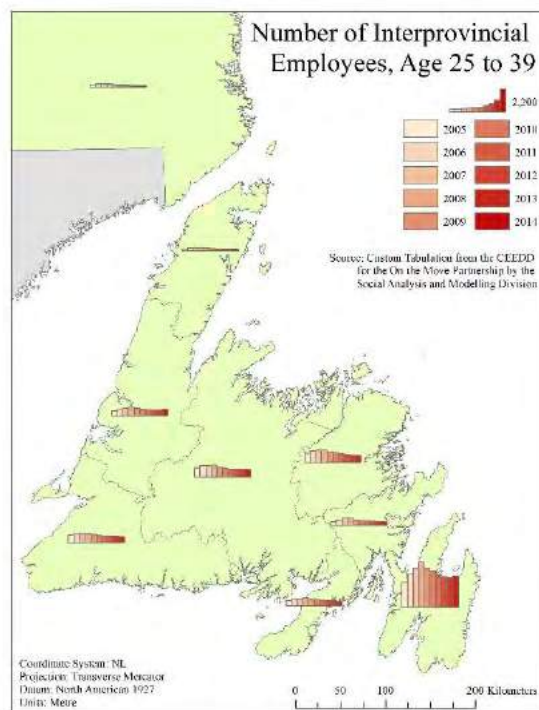 Number of Interprovincial
Employees, Age 25 to 39
2,200
2005 2010
2006 2011
2007 2012
2008 2013
2009 2014
Source: Custom Tabulation from the CEEDD
for the On the Move Partnership by the
Social Analysis and Modelling Division
Coordinate System: NL
Projection: Transverse Mercator
Datum: North American 1927
Units: Metre
0 50 100 200 Kilometers